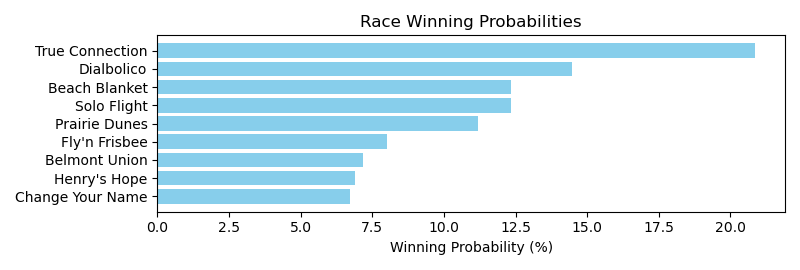 Race Winning Probabilities
True Connection
Dialbolico
Beach Blanket
Solo Flight
Prairie Dunes
Fly'n Frisbee
Belmont Union
Henry's Hope
Change Your Name
0.0 2.5 5.0 7.5 10.0 12.5 15.0 17.5 20.0
Winning Probability (%)